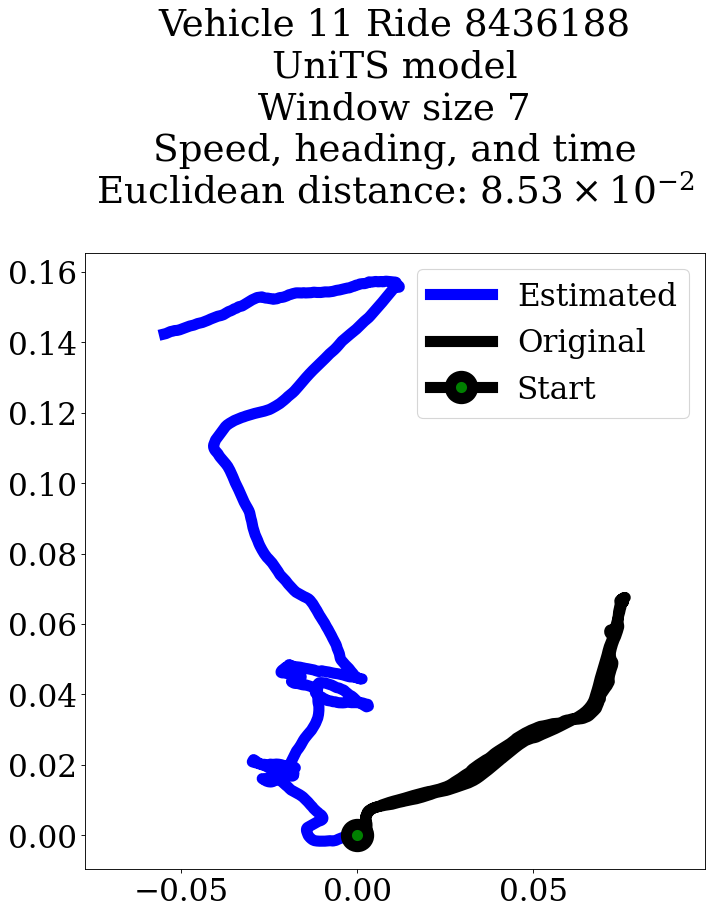 Vehicle 11 Ride 8436188
UniTS model
Window size 7
Speed, heading, and time
Euclidean distance: 8.53 × 10⁻²
Estimated
Original
Start
0.16
0.14
0.12
0.10
0.08
0.06
0.04
0.02
0.00
−0.05 0.00 0.05